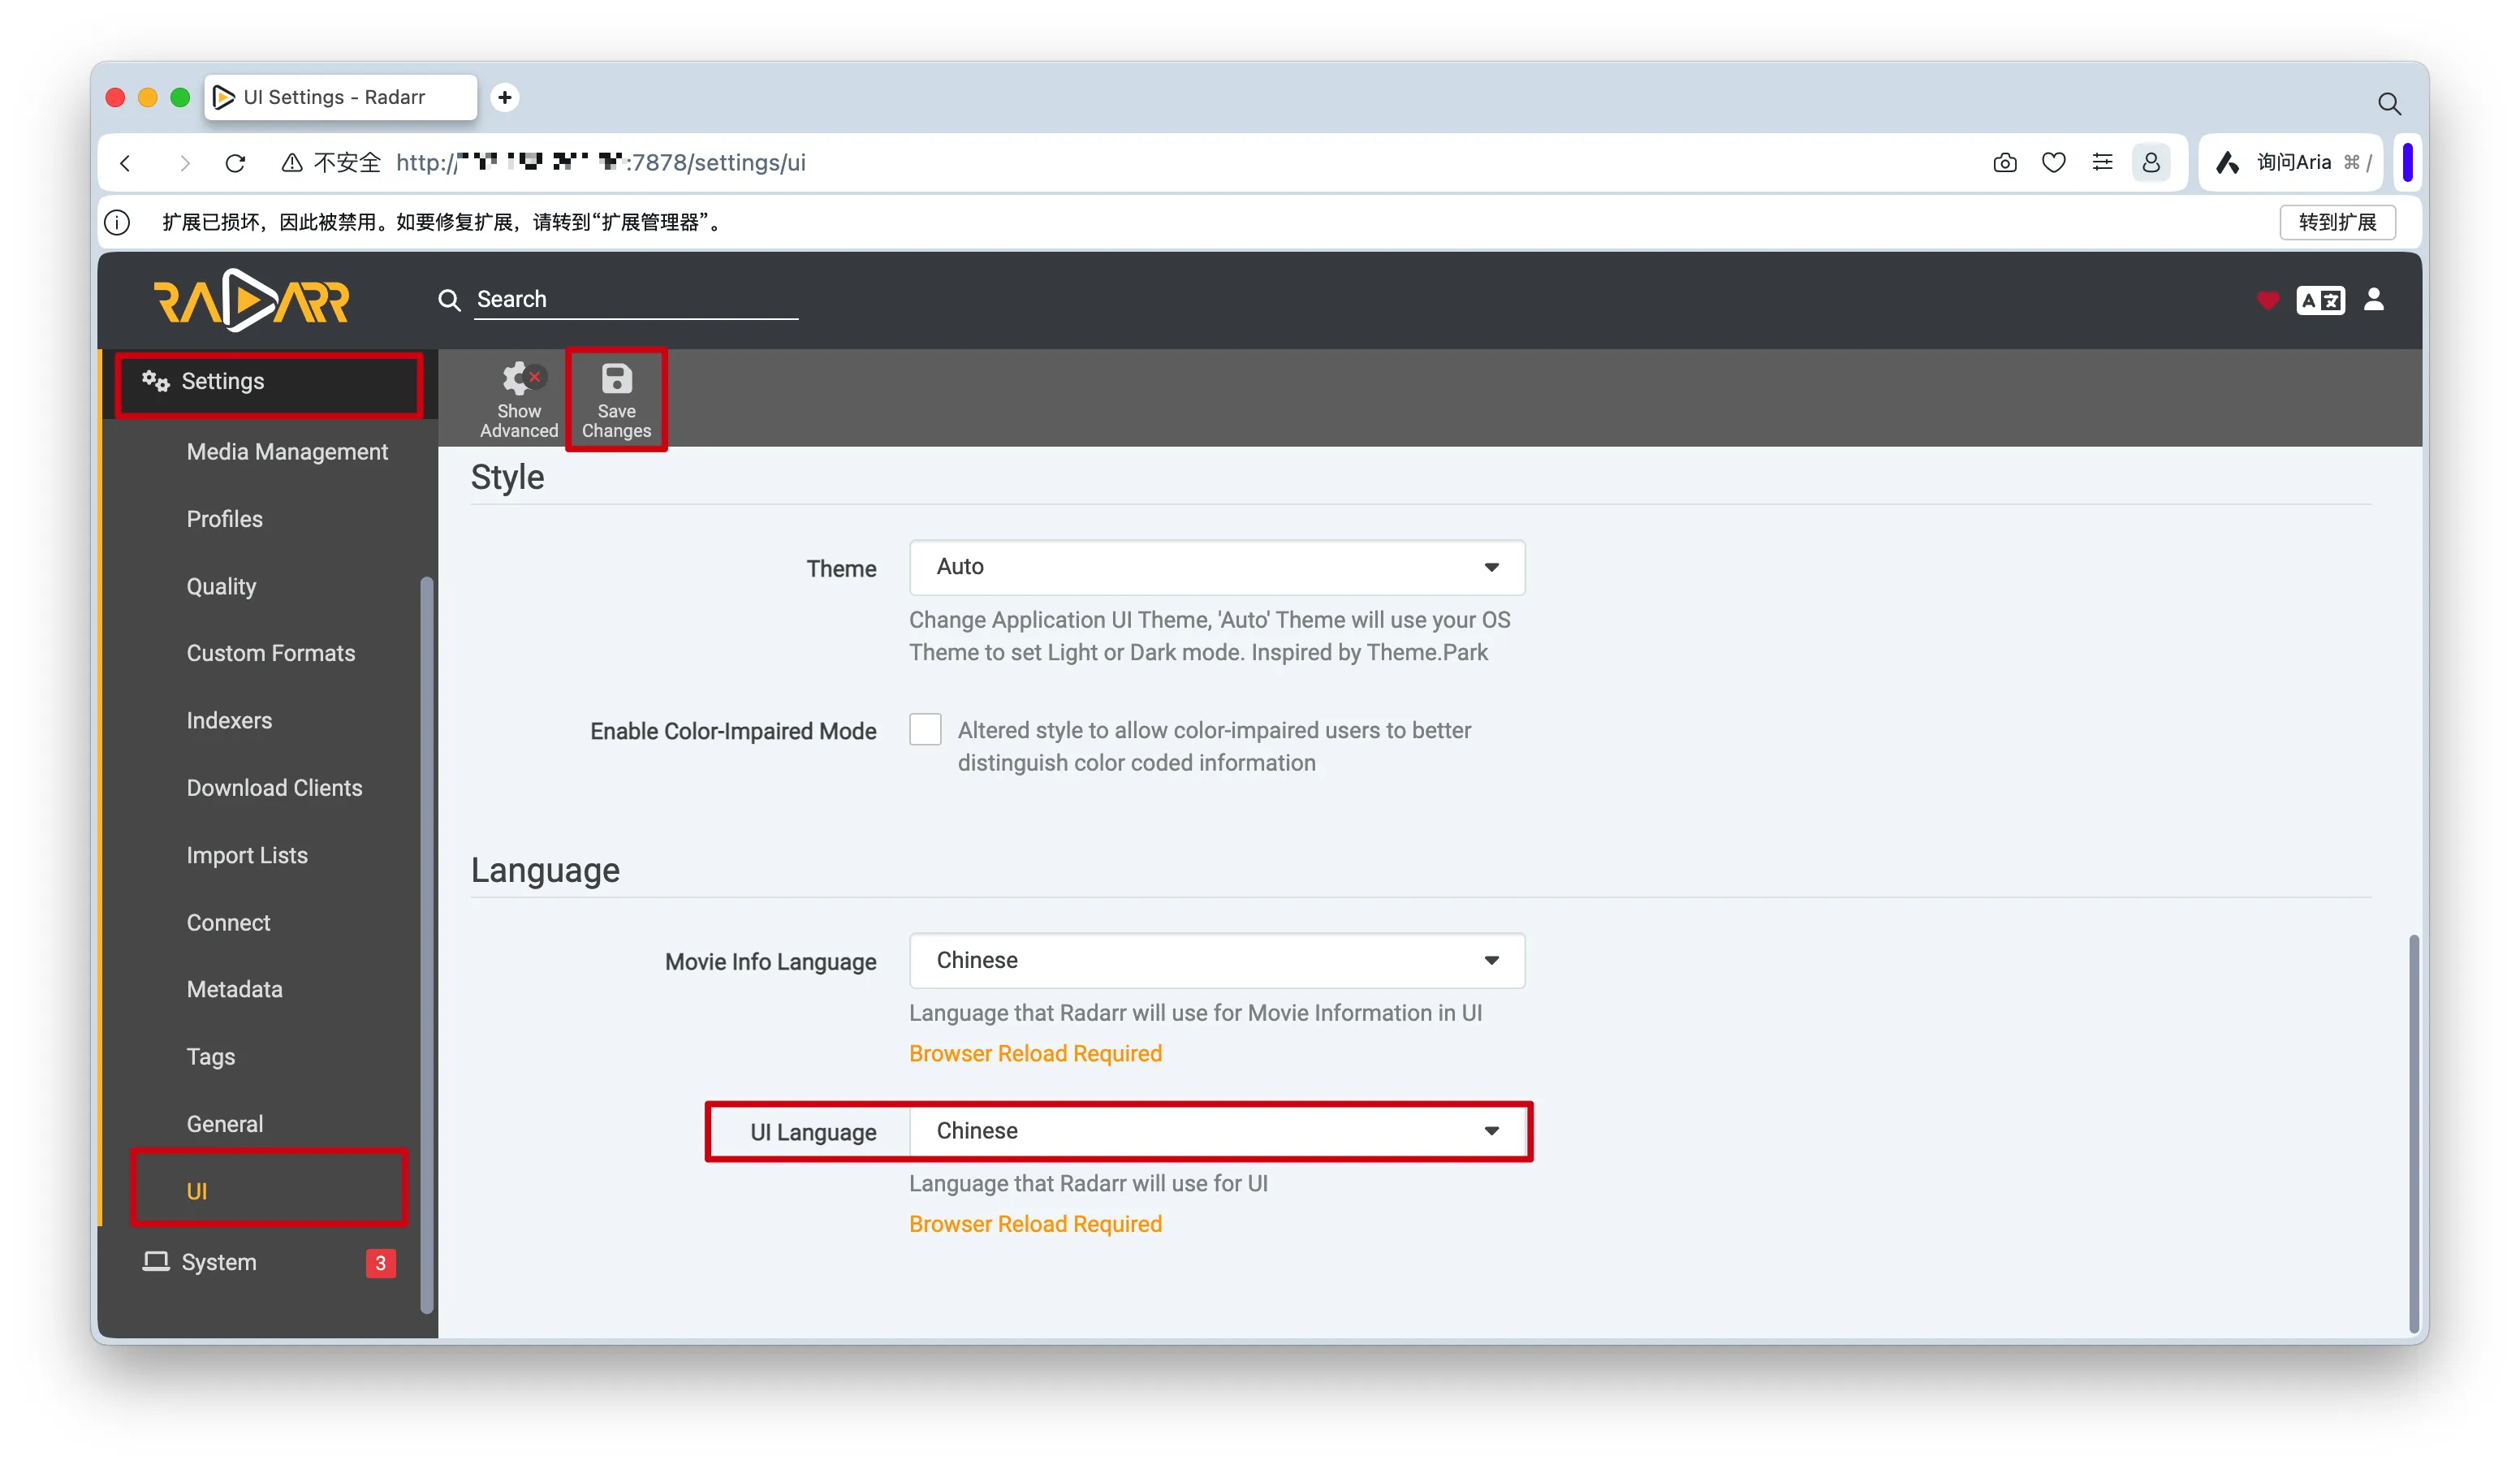 UI Settings - Radarr
不安全 http:// :7878/settings/ui
询问Aria ⌘ /
扩展已损坏，因此被禁用。如要修复扩展，请转到“扩展管理器”。
转到扩展
RADARR
Search
A 文
Settings
Show
Advanced
Save
Changes
Media Management
Profiles
Quality
Custom Formats
Indexers
Download Clients
Import Lists
Connect
Metadata
Tags
General
UI
System
3
Style
Theme
Auto
Change Application UI Theme, 'Auto' Theme will use your OS
Theme to set Light or Dark mode. Inspired by Theme.Park
Enable Color-Impaired Mode
Altered style to allow color-impaired users to better
distinguish color coded information
Language
Movie Info Language
Chinese
Language that Radarr will use for Movie Information in UI
Browser Reload Required
UI Language
Chinese
Language that Radarr will use for UI
Browser Reload Required